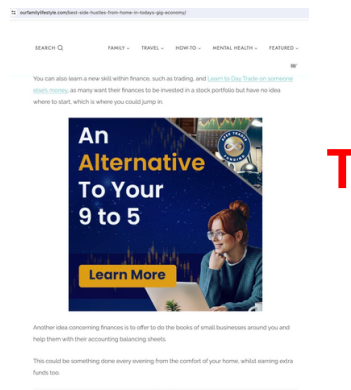 ourfamilylifestyle.com/best-side-hustles-from-home-in-todays-gig-economy/
SEARCH
FAMILY
TRAVEL
HOW-TO
MENTAL HEALTH
FEATURED
You can also learn a new skill within finance, such as trading, and Learn to Day Trade on someone
else's money, as many want their finances to be invested in a stock portfolio but have no idea
where to start, which is where you could jump in.
An
Alternative
To Your
9 to 5
Learn More
T
Another idea concerning finances is to offer to do the books of small businesses around you and
help them with their accounting balancing sheets.
This could be something done every evening from the comfort of your home, whilst earning extra
funds too.